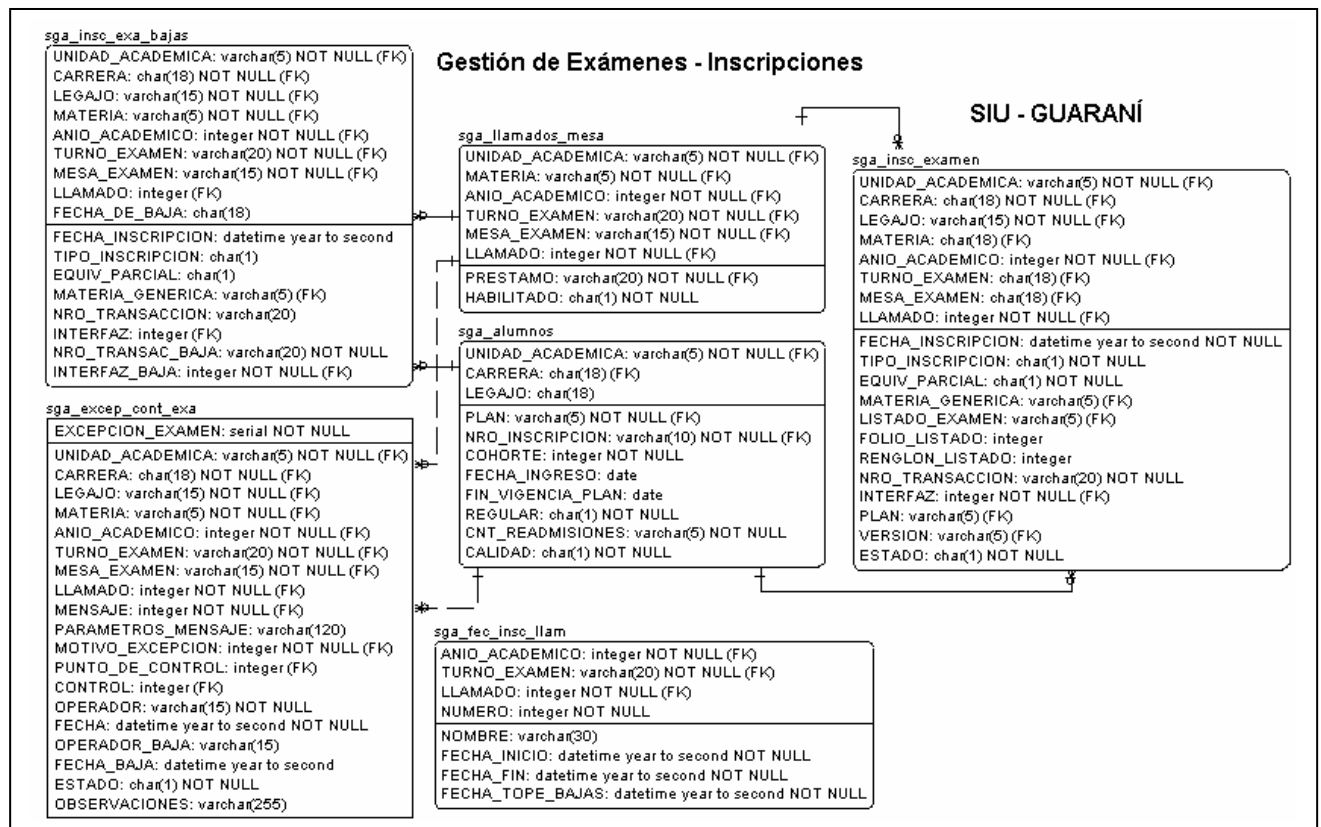 sga_insc_exa_bajas
UNIDAD_ACADEMICA: varchar(5) NOT NULL (FK)
CARRERA: char(18) NOT NULL (FK)
LEGAJO: varchar(15) NOT NULL (FK)
MATERIA: varchar(5) NOT NULL (FK)
ANIO_ACADEMICO: integer NOT NULL (FK)
TURNO_EXAMEN: varchar(20) NOT NULL (FK)
MESA_EXAMEN: varchar(15) NOT NULL (FK)
LLAMADO: integer (FK)
FECHA_DE_BAJA: char(18)
FECHA_INSCRIPCION: datetime year to second
TIPO_INSCRIPCION: char(1)
EQUIV_PARCIAL: char(1)
MATERIA_GENERICA: varchar(5) (FK)
NRO_TRANSACCION: varchar(20)
INTERFAZ: integer (FK)
NRO_TRANSAC_BAJA: varchar(20) NOT NULL
INTERFAZ_BAJA: integer NOT NULL (FK)
sga_excep_cont_exa
EXCEPCION_EXAMEN: serial NOT NULL
UNIDAD_ACADEMICA: varchar(5) NOT NULL (FK)
CARRERA: char(18) NOT NULL (FK)
LEGAJO: varchar(15) NOT NULL (FK)
MATERIA: varchar(5) NOT NULL (FK)
ANIO_ACADEMICO: integer NOT NULL (FK)
TURNO_EXAMEN: varchar(20) NOT NULL (FK)
MESA_EXAMEN: varchar(15) NOT NULL (FK)
LLAMADO: integer NOT NULL (FK)
MENSAJE: integer NOT NULL (FK)
PARAMETROS_MENSAJE: varchar(120)
MOTIVO_EXCEPCION: integer NOT NULL (FK)
PUNTO_DE_CONTROL: integer (FK)
CONTROL: integer (FK)
OPERADOR: varchar(15) NOT NULL
FECHA: datetime year to second NOT NULL
OPERADOR_BAJA: varchar(15)
FECHA_BAJA: datetime year to second
ESTADO: char(1) NOT NULL
OBSERVACIONES: varchar(255)
Gestión de Exámenes - Inscripciones
SIU - GUARANÍ
sga_llamados_mesa
UNIDAD_ACADEMICA: varchar(5) NOT NULL (FK)
MATERIA: varchar(5) NOT NULL (FK)
ANIO_ACADEMICO: integer NOT NULL (FK)
TURNO_EXAMEN: varchar(20) NOT NULL (FK)
MESA_EXAMEN: varchar(15) NOT NULL (FK)
LLAMADO: integer NOT NULL (FK)
PRESTAMO: varchar(20) NOT NULL (FK)
HABILITADO: char(1) NOT NULL
sga_alumnos
UNIDAD_ACADEMICA: varchar(5) NOT NULL (FK)
CARRERA: char(18) (FK)
LEGAJO: char(18)
PLAN: varchar(5) NOT NULL (FK)
NRO_INSCRIPCION: varchar(10) NOT NULL (FK)
COHORTE: integer NOT NULL
FECHA_INGRESO: date
FIN_VIGENCIA_PLAN: date
REGULAR: char(1) NOT NULL
CNT_READMISIONES: varchar(5) NOT NULL
CALIDAD: char(1) NOT NULL
sga_fec_insc_llam
ANIO_ACADEMICO: integer NOT NULL (FK)
TURNO_EXAMEN: varchar(20) NOT NULL (FK)
LLAMADO: integer NOT NULL (FK)
NUMERO: integer NOT NULL
NOMBRE: varchar(30)
FECHA_INICIO: datetime year to second NOT NULL
FECHA_FIN: datetime year to second NOT NULL
FECHA_TOPE_BAJAS: datetime year to second NOT NULL
sga_insc_examen
UNIDAD_ACADEMICA: varchar(5) NOT NULL (FK)
CARRERA: char(18) NOT NULL (FK)
LEGAJO: varchar(15) NOT NULL (FK)
MATERIA: char(18) (FK)
ANIO_ACADEMICO: integer NOT NULL (FK)
TURNO_EXAMEN: char(18) (FK)
MESA_EXAMEN: char(18) (FK)
LLAMADO: integer NOT NULL (FK)
FECHA_INSCRIPCION: datetime year to second NOT NULL
TIPO_INSCRIPCION: char(1) NOT NULL
EQUIV_PARCIAL: char(1) NOT NULL
MATERIA_GENERICA: varchar(5) (FK)
LISTADO_EXAMEN: varchar(5) (FK)
FOLIO_LISTADO: integer
RENGLON_LISTADO: integer
NRO_TRANSACCION: varchar(20) NOT NULL
INTERFAZ: integer NOT NULL (FK)
PLAN: varchar(5) (FK)
VERSION: varchar(5) (FK)
ESTADO: char(1) NOT NULL